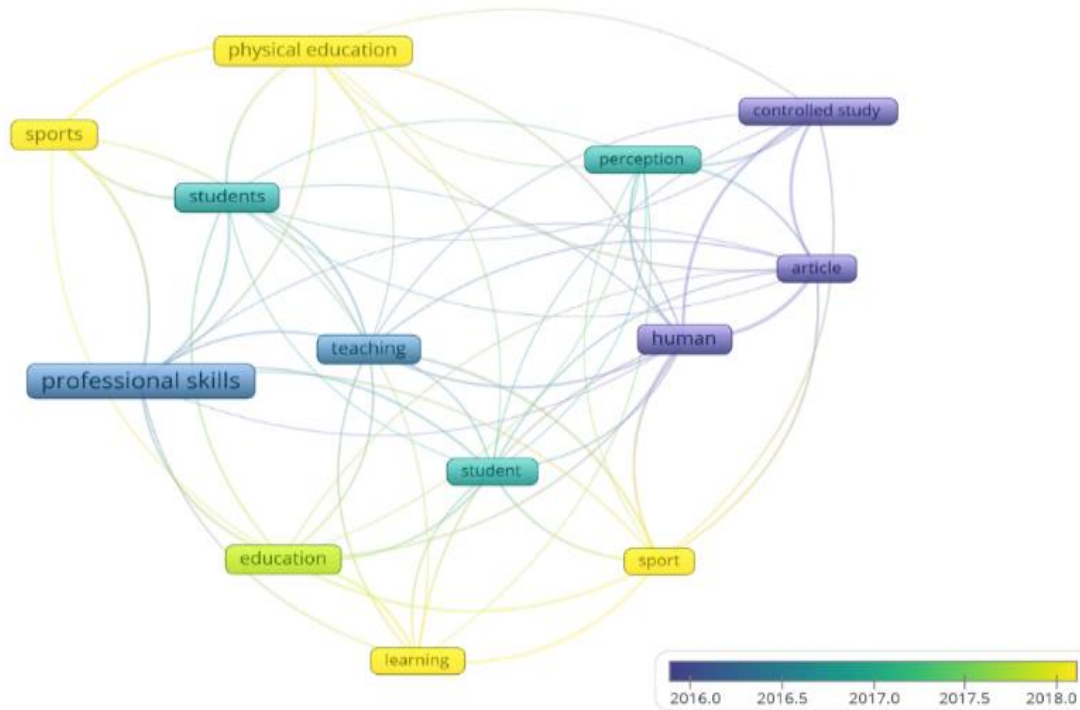 physical education
controlled study
sports
perception
students
article
human
teaching
professional skills
student
education
sport
learning
2016.0 2016.5 2017.0 2017.5 2018.0